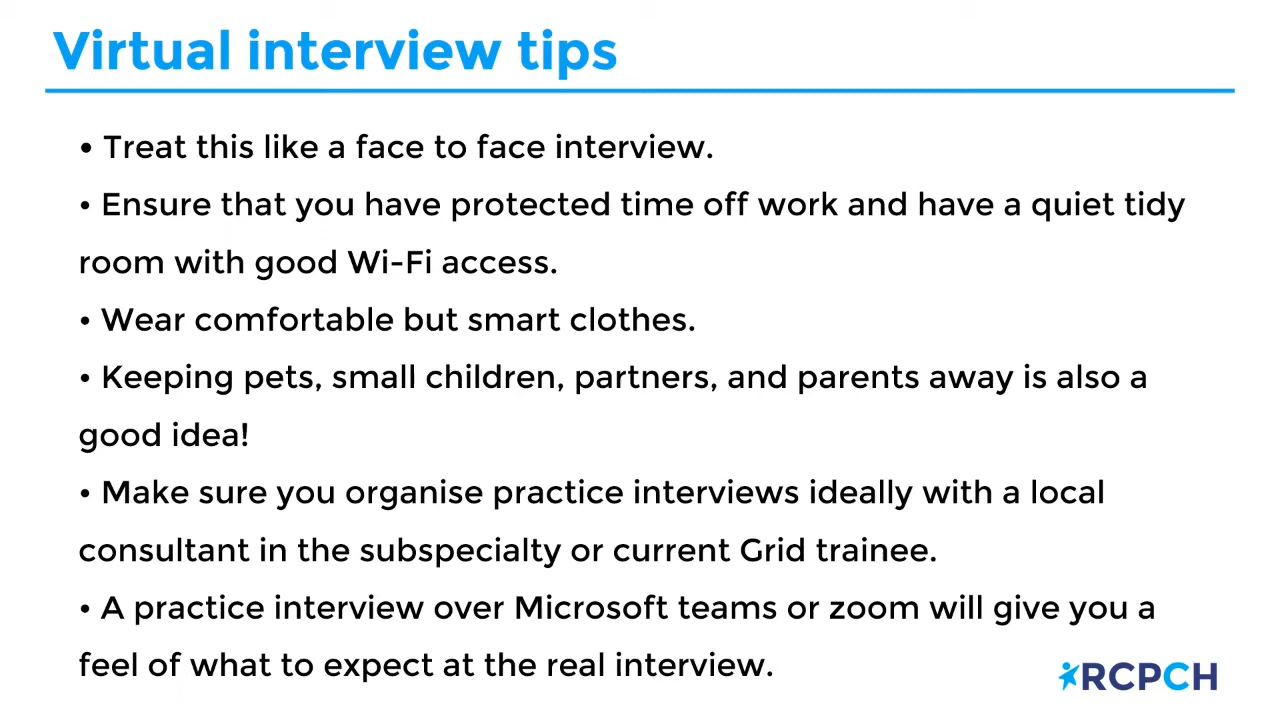 Virtual interview tips
• Treat this like a face to face interview.
• Ensure that you have protected time off work and have a quiet tidy
room with good Wi-Fi access.
• Wear comfortable but smart clothes.
• Keeping pets, small children, partners, and parents away is also a
good idea!
• Make sure you organise practice interviews ideally with a local
consultant in the subspecialty or current Grid trainee.
• A practice interview over Microsoft teams or zoom will give you a
feel of what to expect at the real interview.
RCPCH